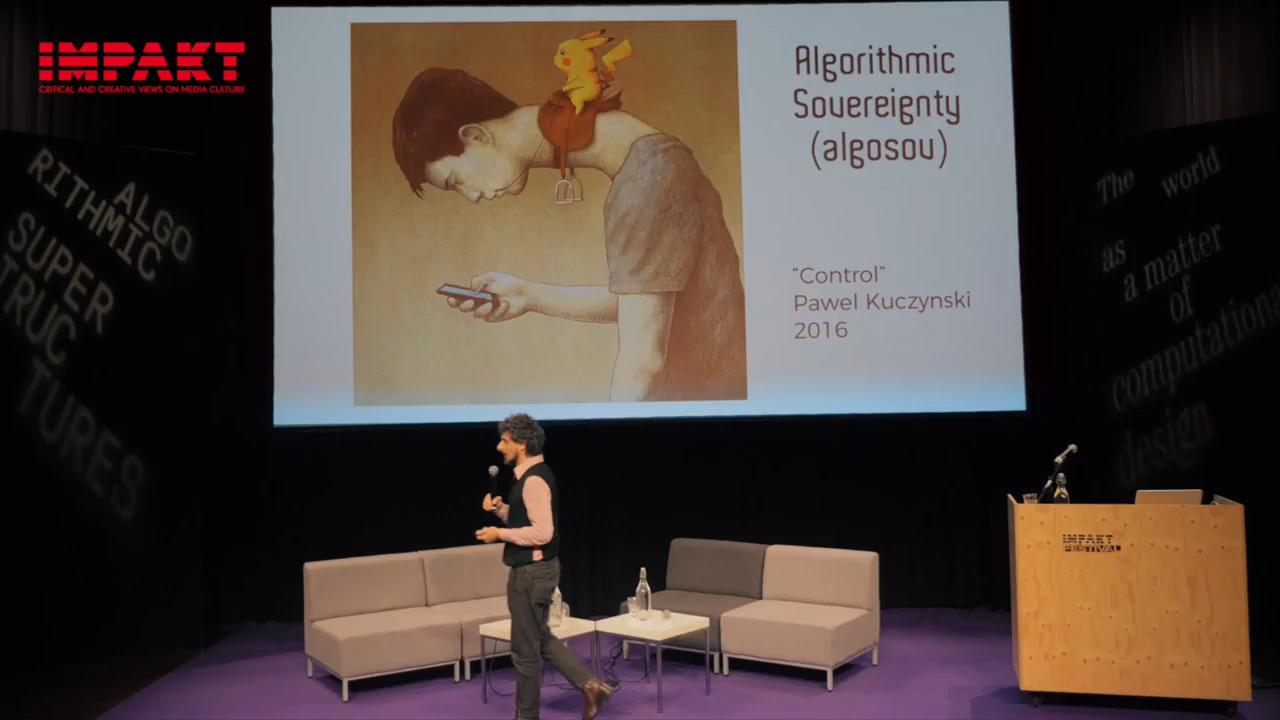 IMPAKT
CRITICAL AND CREATIVE VIEWS ON MEDIA CULTURE
Algorithmic
Sovereignty
(algosov)
“Control”
Pawel Kuczynski
2016
ALGO
RITHMIC
SUPER
TRUC
TURES
The world
as
a matter
of
computational
design
IMPAKT
FESTIVAL